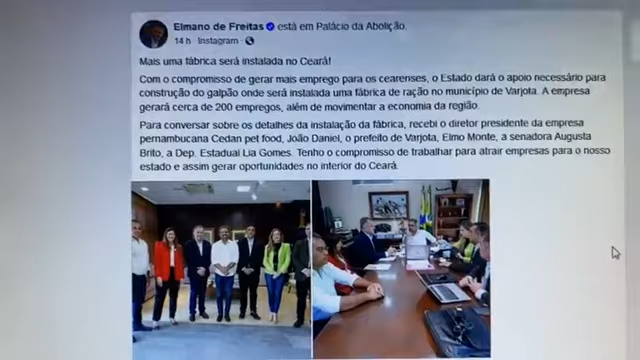 Elmano de Freitas está em Palácio da Abolição.
14 h · Instagram ·
Mais uma fábrica será instalada no Ceará!
Com o compromisso de gerar mais emprego para os cearenses, o Estado dará o apoio necessário para
construção do galpão onde será instalada uma fábrica de ração no município de Varjota. A empresa
gerará cerca de 200 empregos, além de movimentar a economia da região.
Para conversar sobre os detalhes da instalação da fábrica, recebi o diretor presidente da empresa
pernambucana Cedan pet food, João Daniel, o prefeito de Varjota, Elmo Monte, a senadora Augusta
Brito, a Dep. Estadual Lia Gomes. Tenho o compromisso de trabalhar para atrair empresas para o nosso
estado e assim gerar oportunidades no interior do Ceará.